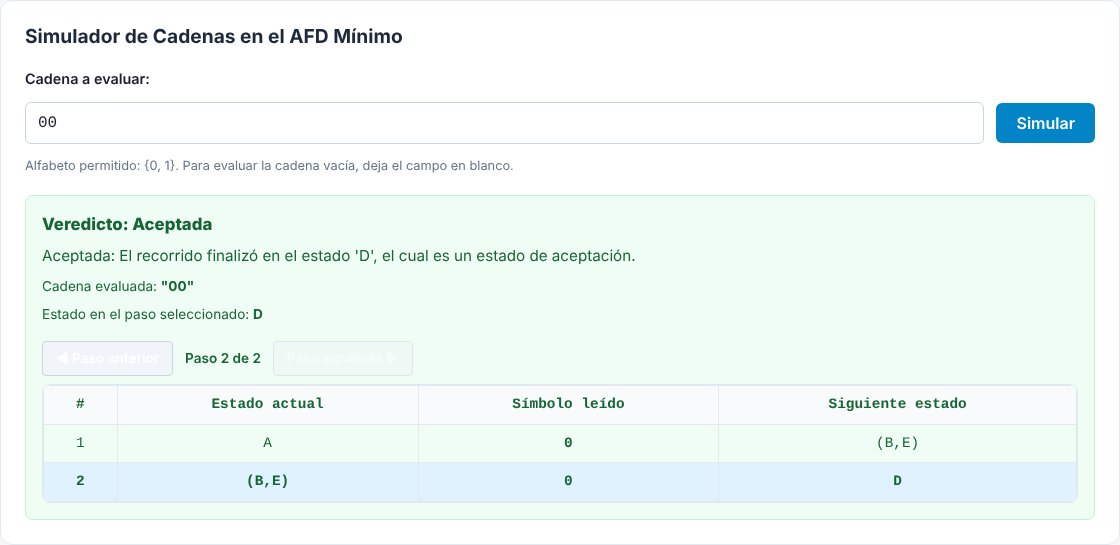 Simulador de Cadenas en el AFD Mínimo
Cadena a evaluar:
00
Simular
Alfabeto permitido: {0, 1}. Para evaluar la cadena vacía, deja el campo en blanco.
Veredicto: Aceptada
Aceptada: El recorrido finalizó en el estado 'D', el cual es un estado de aceptación.
Cadena evaluada: "00"
Estado en el paso seleccionado: D
◀ Paso anterior Paso 2 de 2 Paso siguiente ▶
# Estado actual Símbolo leído Siguiente estado
1 A 0 (B,E)
2 (B,E) 0 D